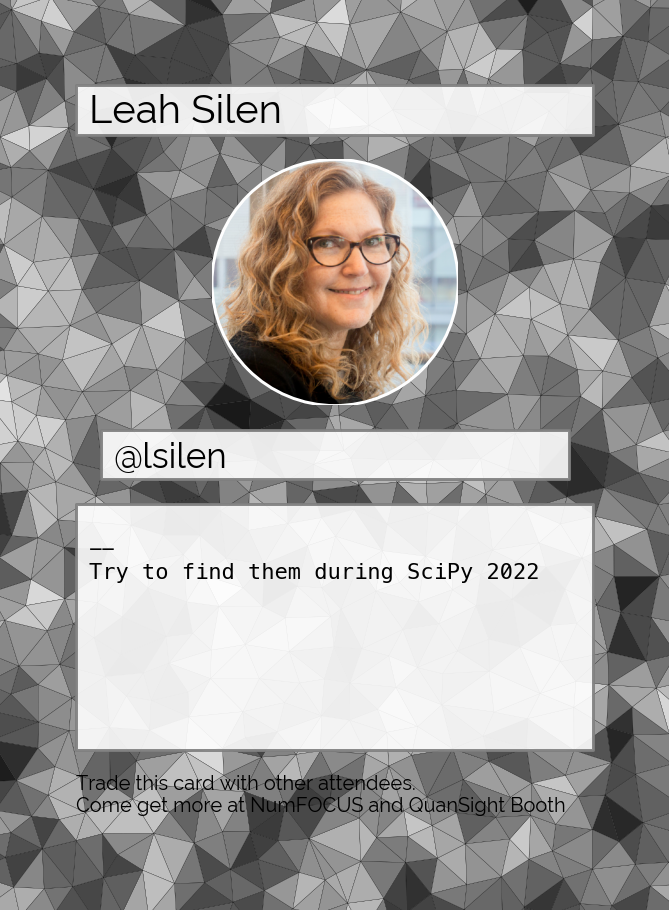 Leah Silen
@lsilen
——
Try to find them during SciPy 2022
Trade this card with other attendees.
Come get more at NumFOCUS and QuanSight Booth